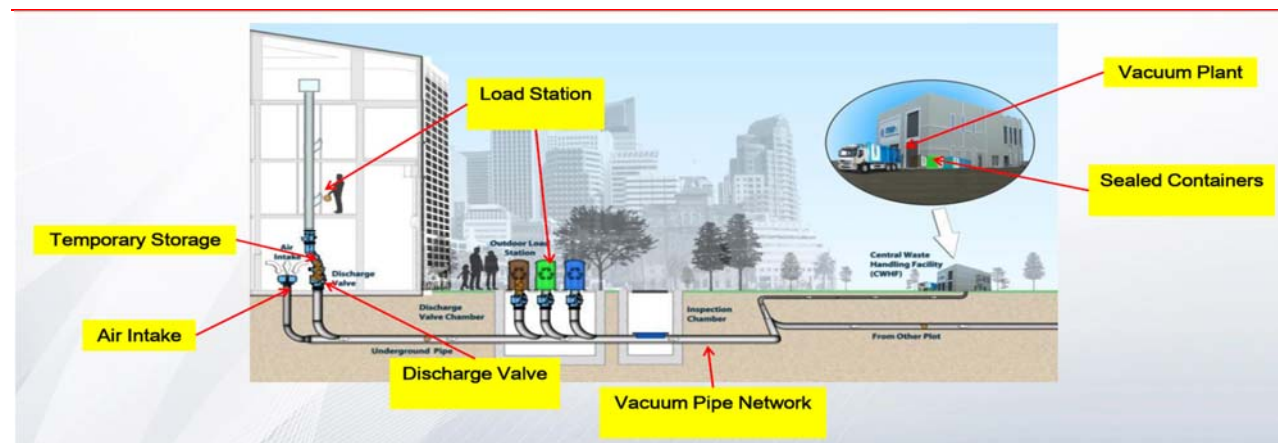 Load Station
Vacuum Plant
Sealed Containers
Temporary Storage
Air
Intake
Discharge
Valve
Air Intake
Outdoor Load
Station
Central Waste
Handling Facility
(CWHF)
Discharge
Valve Chamber
Inspection
Chamber
Underground Pipe
From Other Plot
Discharge Valve
Vacuum Pipe Network